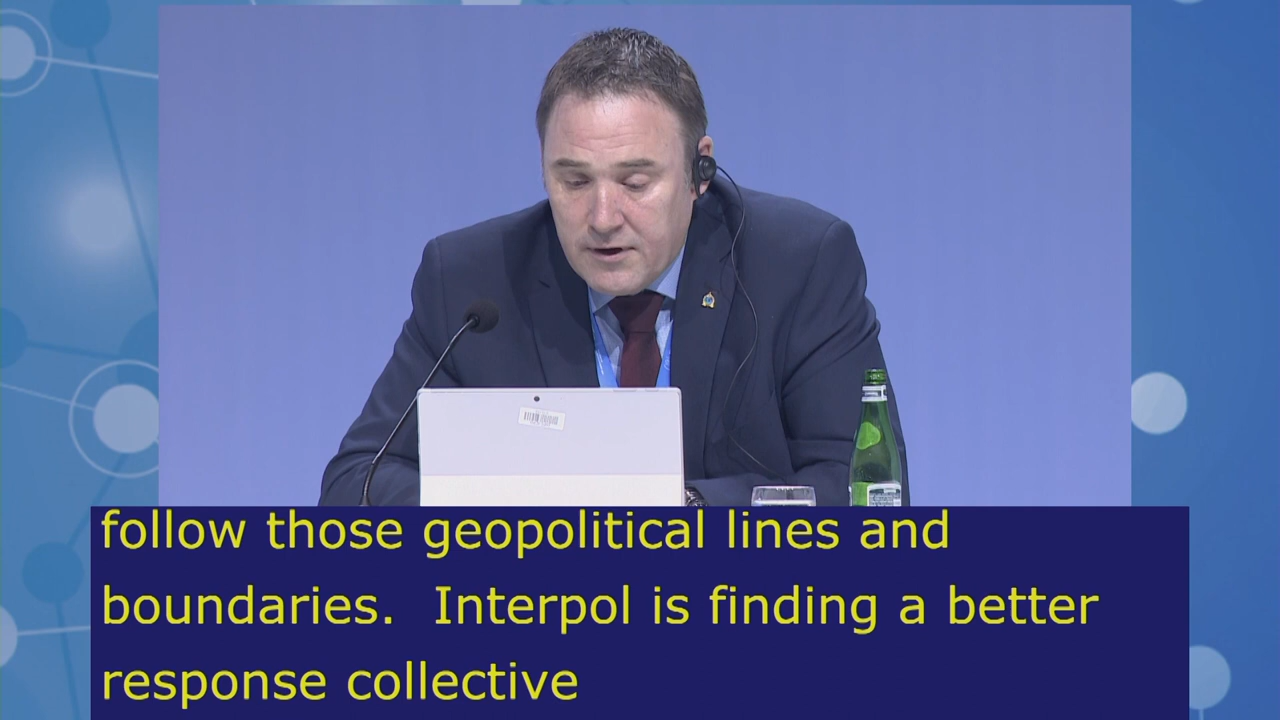 follow those geopolitical lines and
boundaries.  Interpol is finding a better
response collective